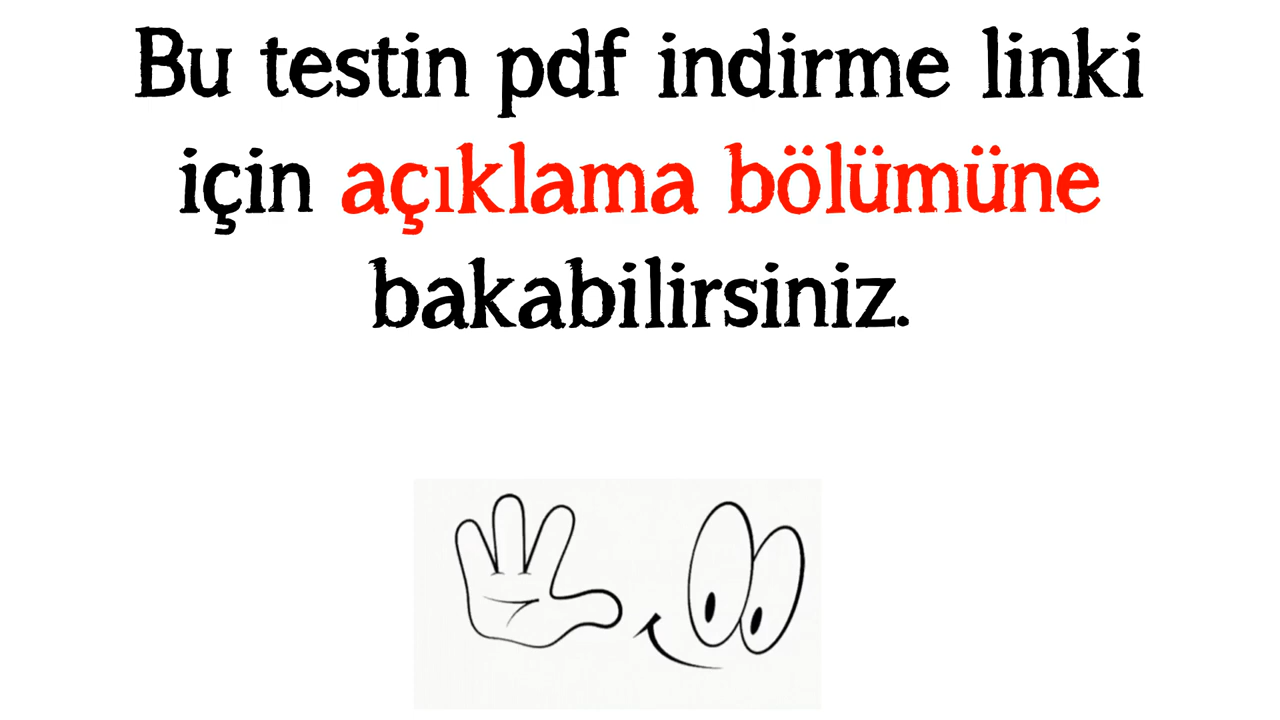 Bu testin pdf indirme linki
için açıklama bölümüne
bakabilirsiniz.